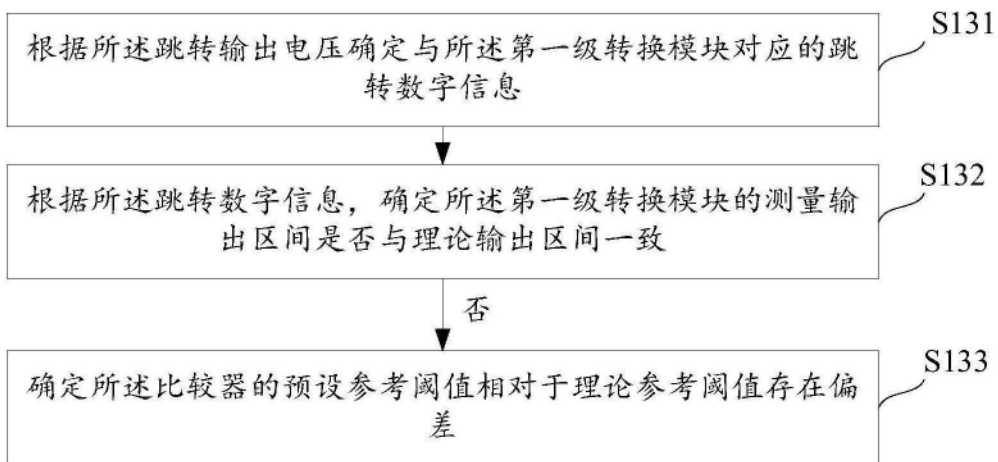 根据所述跳转输出电压确定与所述第一级转换模块对应的跳
转数字信息
S131
根据所述跳转数字信息，确定所述第一级转换模块的测量输
出区间是否与理论输出区间一致
S132
否
确定所述比较器的预设参考阈值相对于理论参考阈值存在偏
差
S133